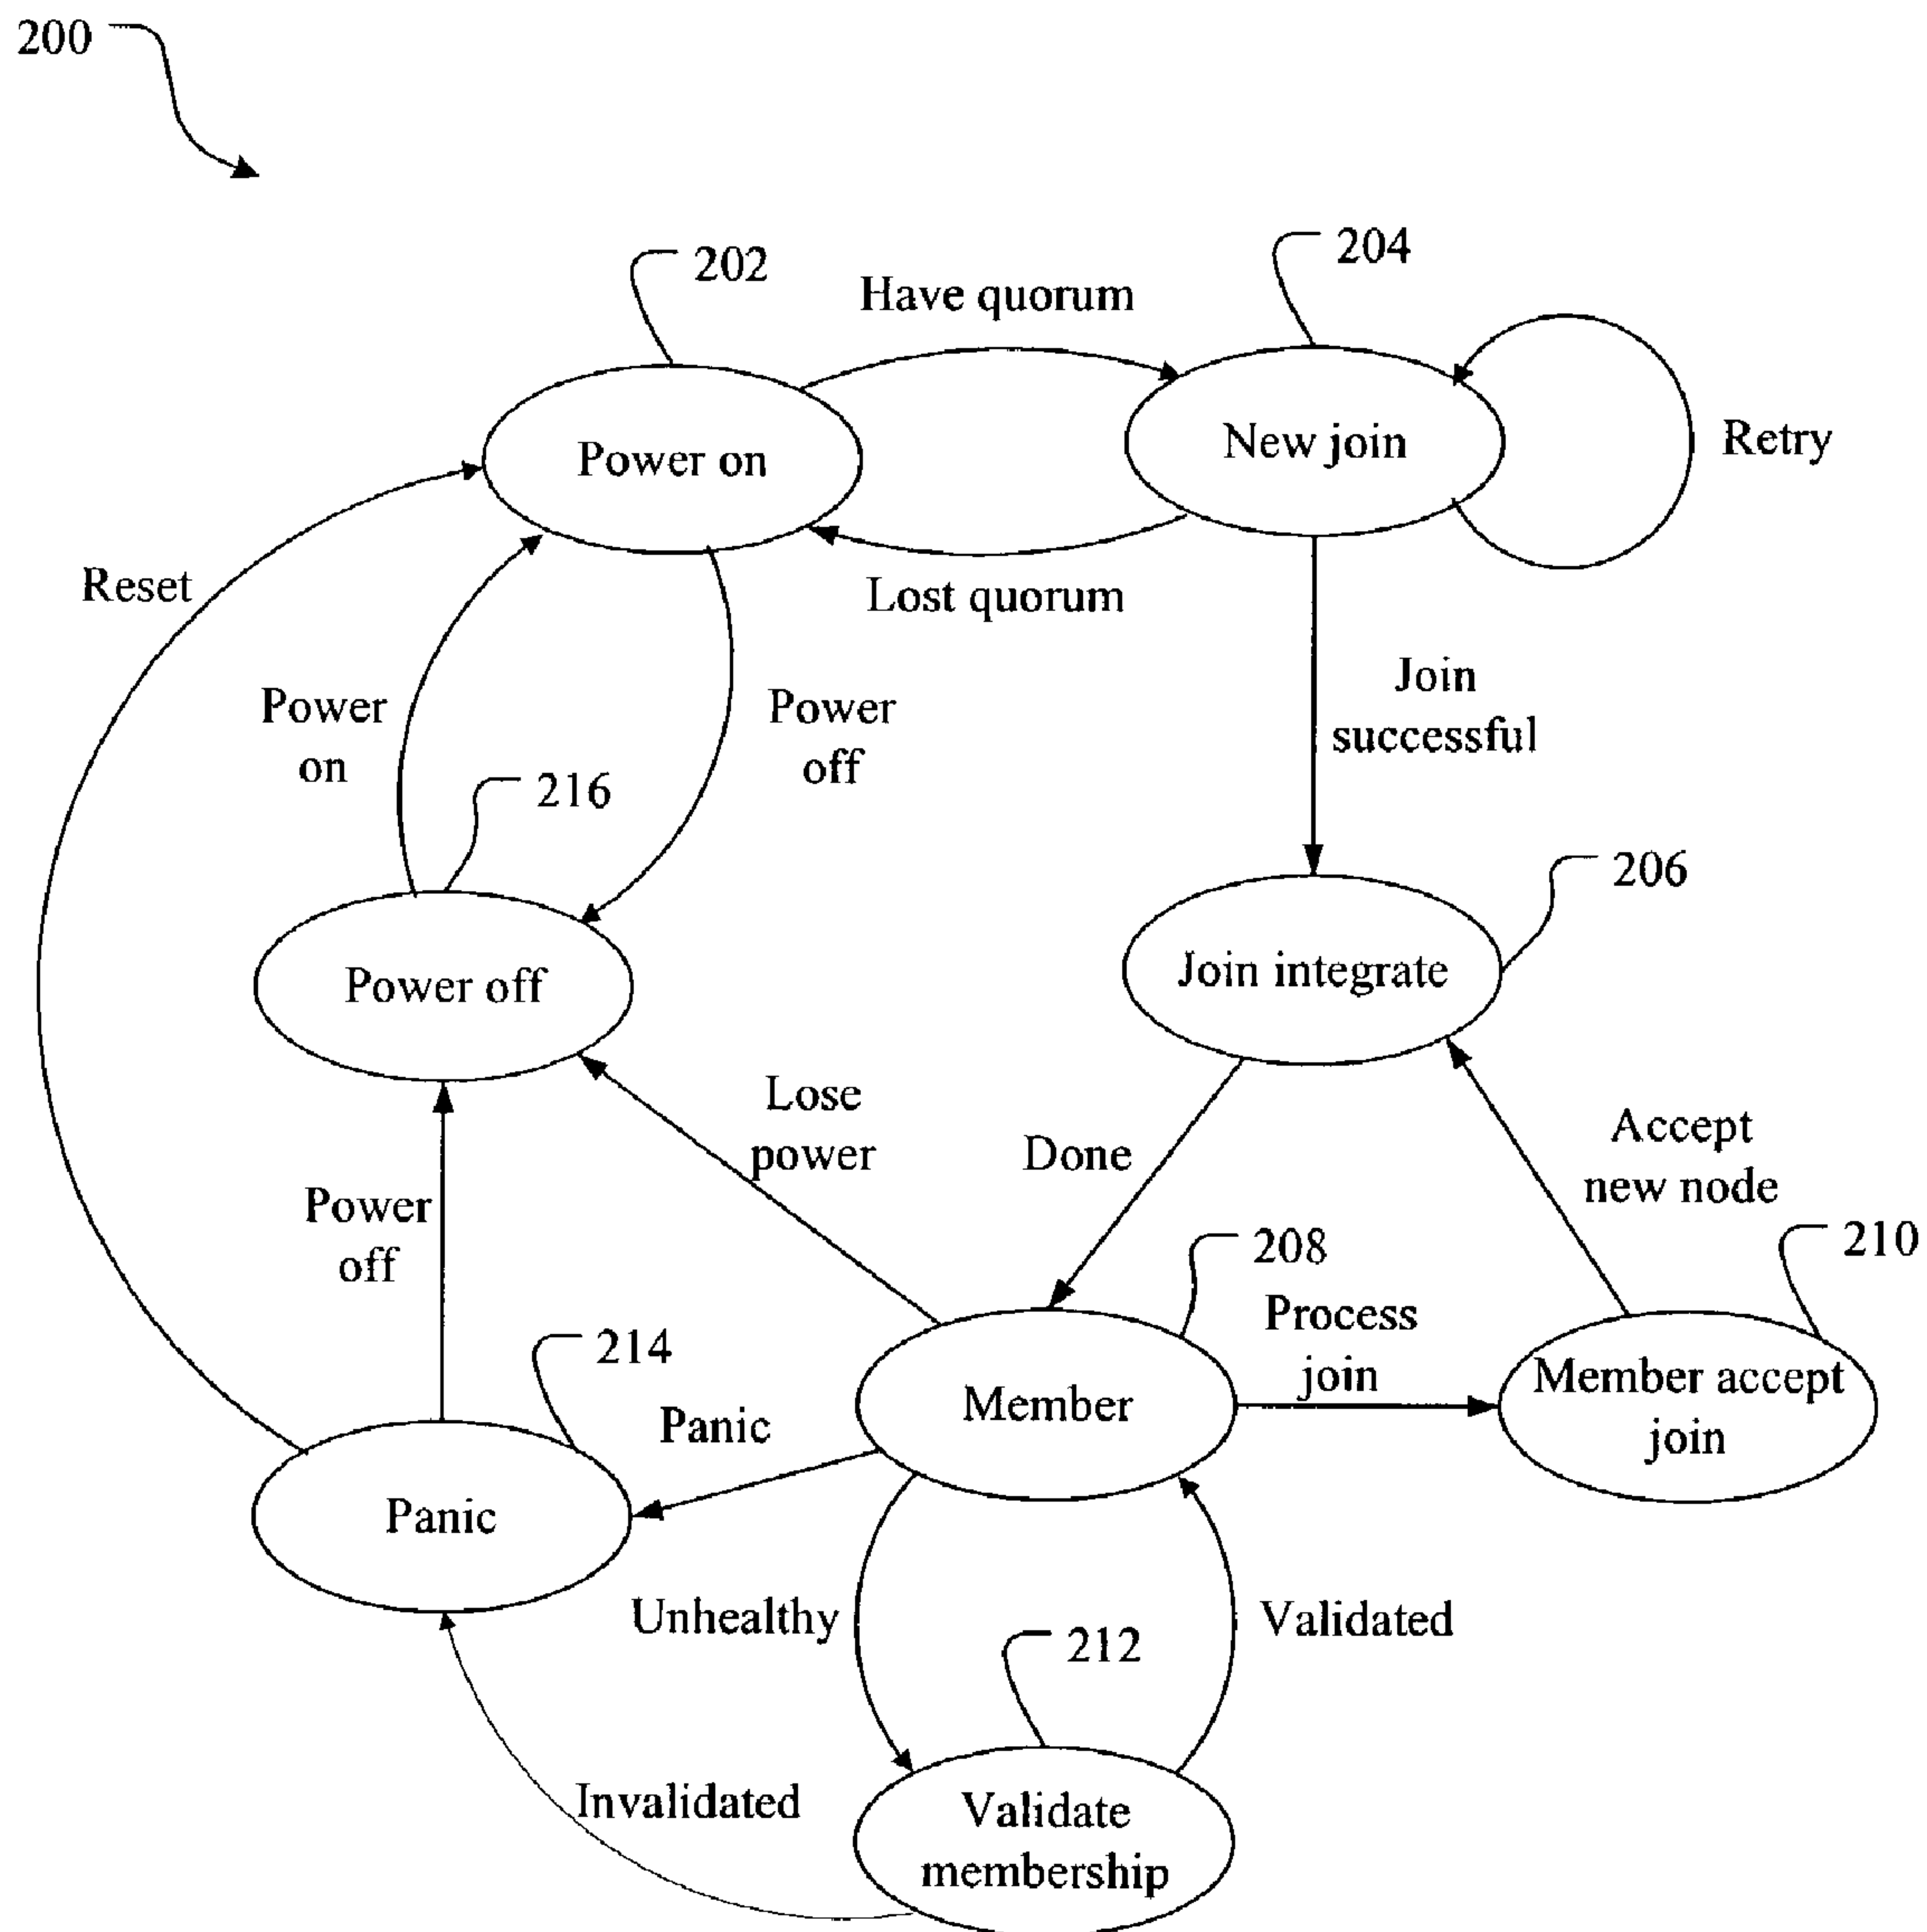 200
202
204
Have quorum
Power on
New join
Retry
Reset
Lost quorum
Power
on
Power
off
Join
successful
216
206
Power off
Join integrate
Lose
power
Done
Accept
new node
Power
off
208
210
Process
join
214
Member
Member accept
join
Panic
Panic
Unhealthy
Validated
212
Invalidated
Validate
membership